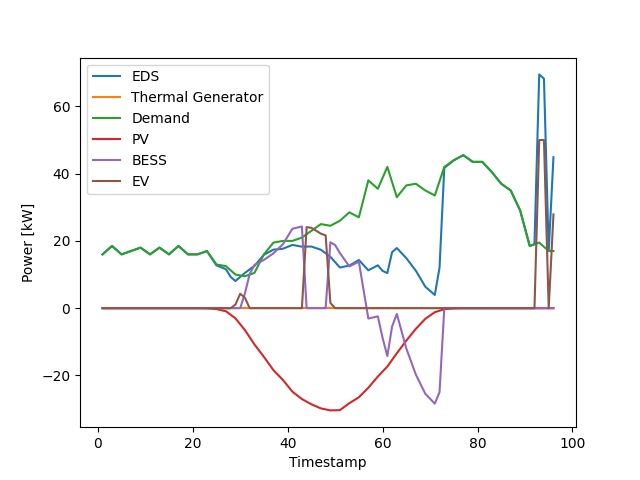 EDS
Thermal Generator
Demand
PV
BESS
EV
Power [kW]
60
40
20
0
−20
0 20 40 60 80 100
Timestamp